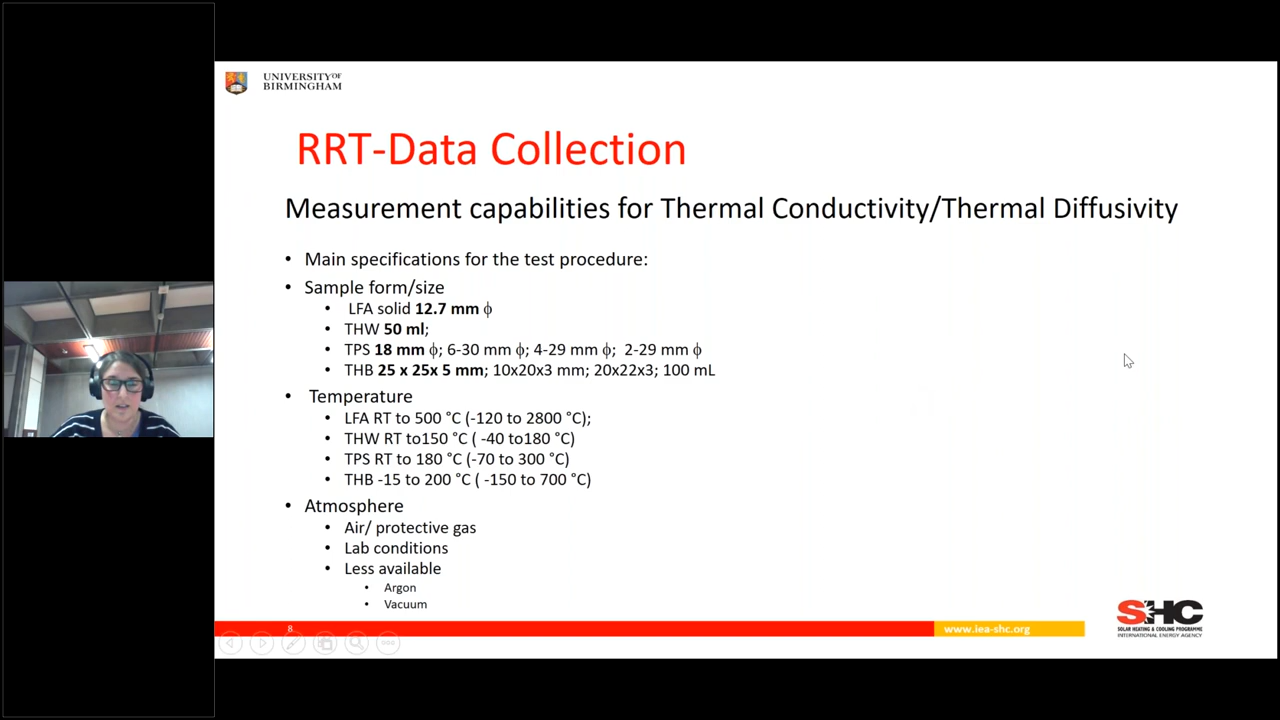 UNIVERSITY OF
BIRMINGHAM
RRT-Data Collection
Measurement capabilities for Thermal Conductivity/Thermal Diffusivity
• Main specifications for the test procedure:
• Sample form/size
• LFA solid 12.7 mm ϕ
• THW 50 ml;
• TPS 18 mm ϕ; 6-30 mm ϕ; 4-29 mm ϕ; 2-29 mm ϕ
• THB 25 x 25x 5 mm; 10x20x3 mm; 20x22x3; 100 mL
• Temperature
• LFA RT to 500 °C (-120 to 2800 °C);
• THW RT to150 °C ( -40 to180 °C)
• TPS RT to 180 °C (-70 to 300 °C)
• THB -15 to 200 °C ( -150 to 700 °C)
• Atmosphere
• Air/ protective gas
• Lab conditions
• Less available
• Argon
• Vacuum
8
www.iea-shc.org
SHC
SOLAR HEATING & COOLING PROGRAMME
INTERNATIONAL ENERGY AGENCY